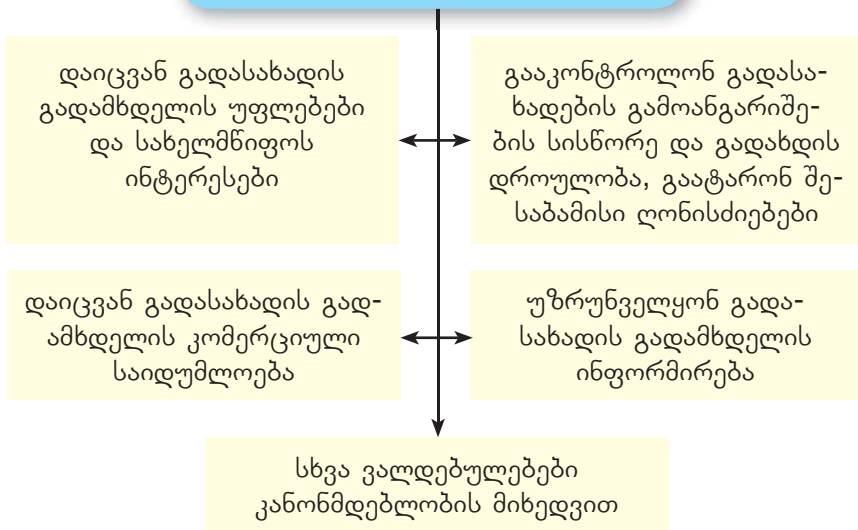 დაიცვან გადასახადის
გადამხდელის უფლებები
და სახელმწიფოს
ინტერესები
გააკონტროლონ გადასა-
ხადების გამოანგარიშე-
ბის სისწორე და გადახდის
დროულობა, გაატარონ შე-
საბამისი ღონისძიებები
დაიცვან გადასახადის გად-
ამხდელის კომერციული
საიდუმლოება
უზრუნველყონ გადა-
სახადის გადამხდელის
ინფორმირება
სხვა ვალდებულებები
კანონმდებლობის მიხედვით